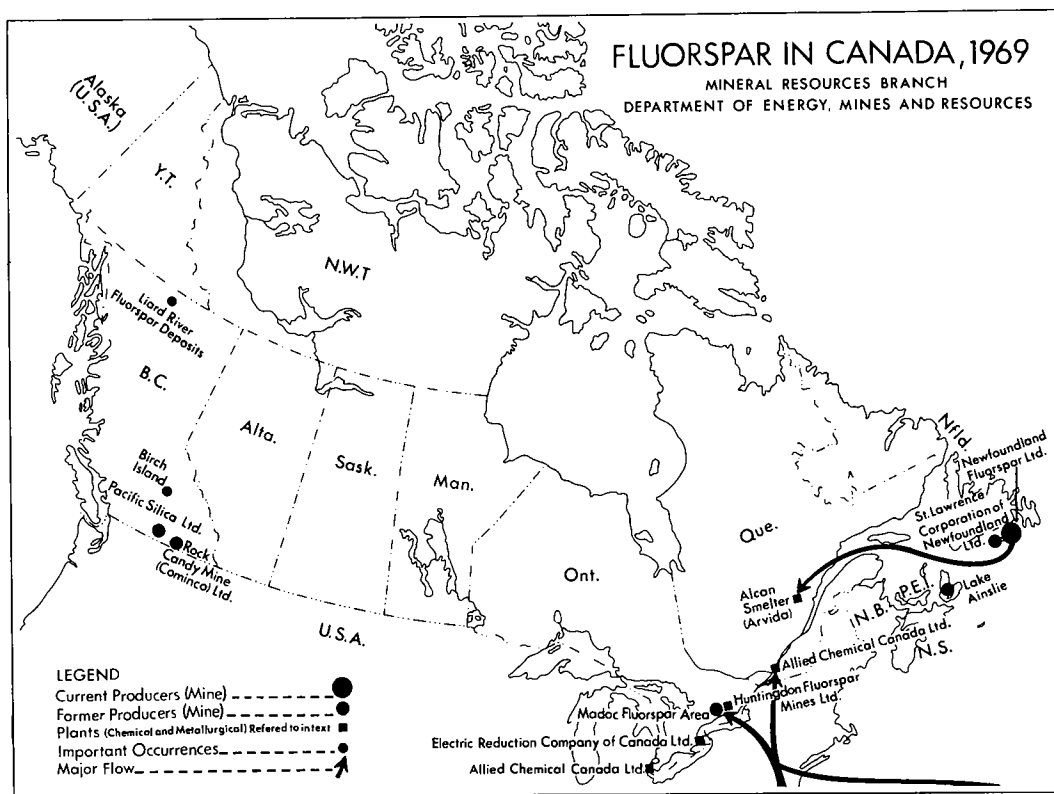 FLUORSPAR IN CANADA, 1969
MINERAL RESOURCES BRANCH
DEPARTMENT OF ENERGY, MINES AND RESOURCES
Alaska
(U.S.A.)
Y.T.
N.W.T
Liard River
Fluorspar Deposits
B.C.
Alta.
Sask.
Man.
Ont.
Que.
Nfld.
Birch
Island
Pacific Silica Ltd.
Rock
Candy Mine
(Cominco) Ltd.
U.S.A.
Newfoundland
Fluorspar Ltd.
St. Lawrence
Corporation of
Newfoundland
Ltd.
Alcan
Smelter
(Arvida)
N.B.
P.E.I.
Lake
Ainslie
N.S.
Allied Chemical Canada Ltd.
Huntingdon Fluorspar
Mines Ltd.
Madoc Fluorspar Area
Electric Reduction Company of Canada Ltd.
Allied Chemical Canada Ltd.
LEGEND
Current Producers (Mine)
Former Producers (Mine)
Plants (Chemical and Metallurgical) Refered to in text
Important Occurrences
Major Flow